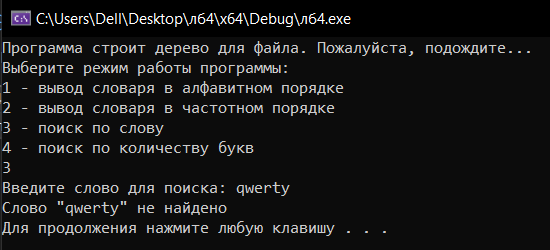 C:\Users\Dell\Desktop\л64\x64\Debug\л64.exe
Программа строит дерево для файла. Пожалуйста, подождите...
Выберите режим работы программы:
1 - вывод словаря в алфавитном порядке
2 - вывод словаря в частотном порядке
3 - поиск по слову
4 - поиск по количеству букв
3
Введите слово для поиска: qwerty
Слово "qwerty" не найдено
Для продолжения нажмите любую клавишу . . .